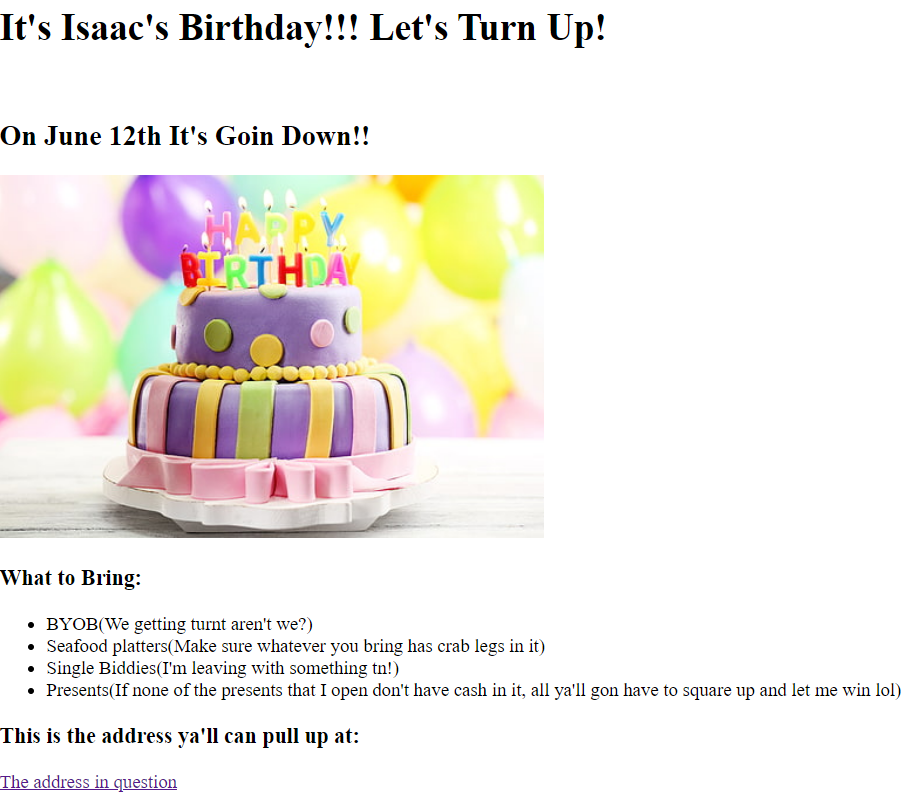 It's Isaac's Birthday!!! Let's Turn Up!
On June 12th It's Goin Down!!
HAPPY
BIRTHDAY
What to Bring:
BYOB(We getting turnt aren't we?)
Seafood platters(Make sure whatever you bring has crab legs in it)
Single Biddies(I'm leaving with something tn!)
Presents(If none of the presents that I open don't have cash in it, all ya'll gon have to square up and let me win lol)
This is the address ya'll can pull up at:
The address in question